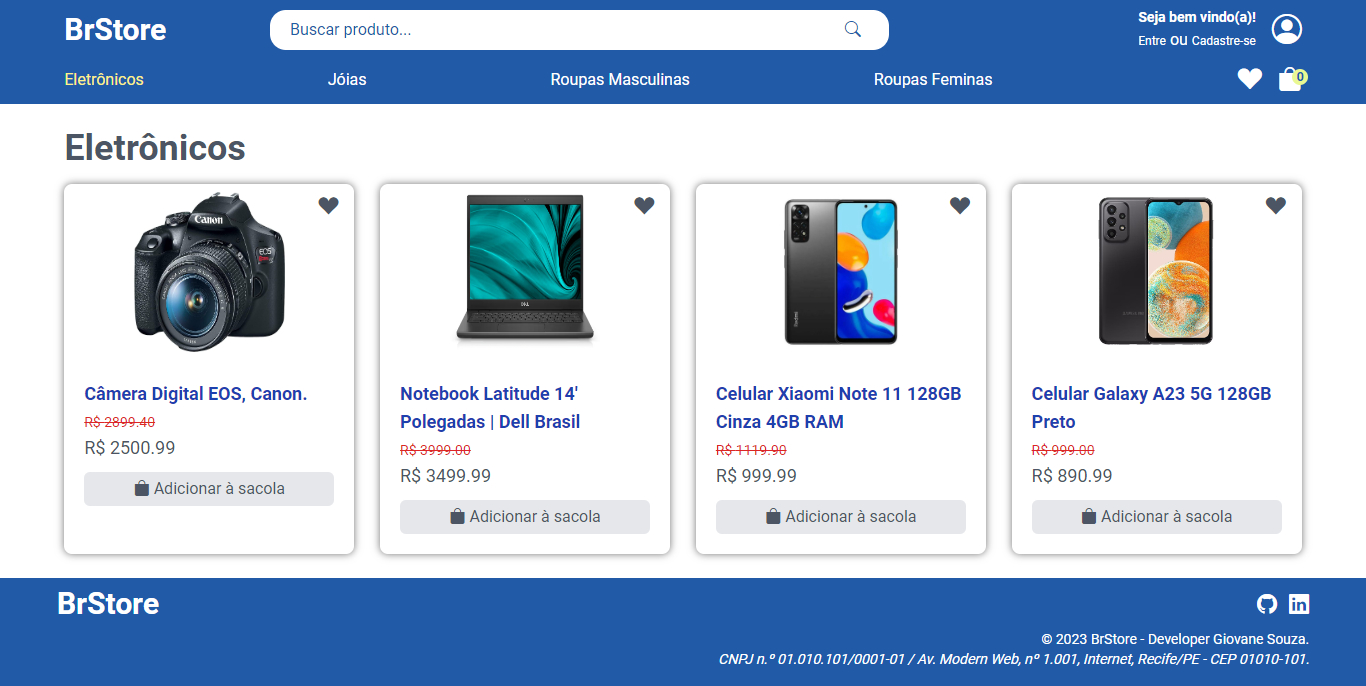 BrStore
Buscar produto...
Seja bem vindo(a)!
Entre OU Cadastre-se
Eletrônicos
Jóias
Roupas Masculinas
Roupas Feminas
0
Eletrônicos
Canon
EOS
Câmera Digital EOS, Canon.
R$ 2899.40
R$ 2500.99
Adicionar à sacola
DELL
Notebook Latitude 14'
Polegadas | Dell Brasil
R$ 3999.00
R$ 3499.99
Adicionar à sacola
Redmi
Celular Xiaomi Note 11 128GB
Cinza 4GB RAM
R$ 1119.90
R$ 999.99
Adicionar à sacola
Celular Galaxy A23 5G 128GB
Preto
R$ 999.00
R$ 890.99
Adicionar à sacola
BrStore
© 2023 BrStore - Developer Giovane Souza.
CNPJ n.º 01.010.101/0001-01 / Av. Modern Web, nº 1.001, Internet, Recife/PE - CEP 01010-101.